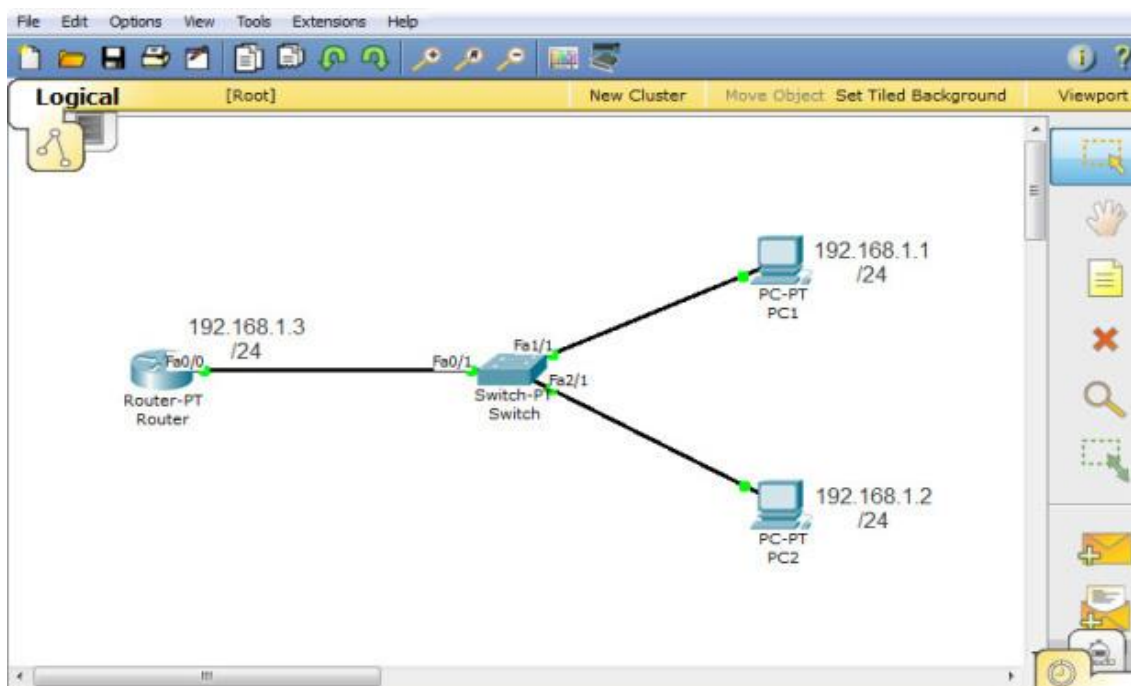 File Edit Options View Tools Extensions Help
Logical [Root] New Cluster Move Object Set Tiled Background Viewport
192.168.1.1
/24
PC-PT
PC1
192.168.1.3
/24
Fa0/0
Router-PT
Router
Fa0/1
Fa1/1
Fa2/1
Switch-PT
Switch
192.168.1.2
/24
PC-PT
PC2